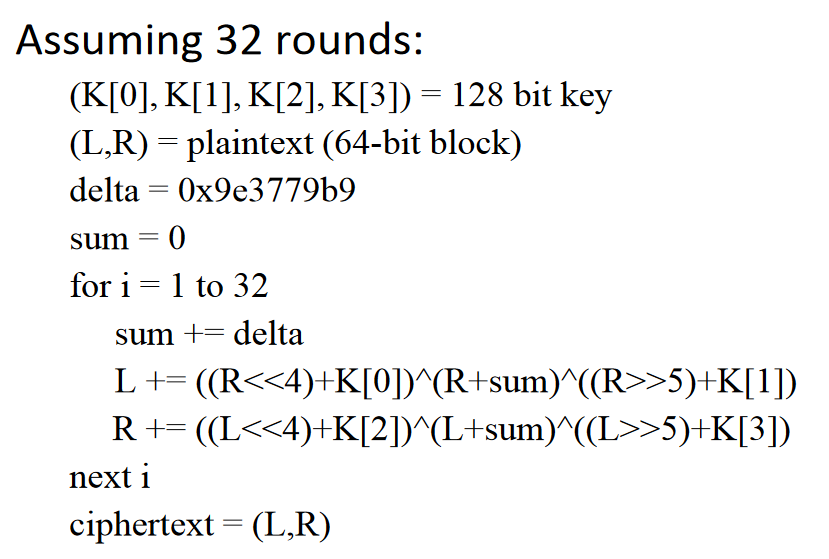 Assuming 32 rounds:
(K[0], K[1], K[2], K[3]) = 128 bit key
(L,R) = plaintext (64-bit block)
delta = 0x9e3779b9
sum = 0
for i = 1 to 32
sum += delta
L += ((R<<4)+K[0])^(R+sum)^((R>>5)+K[1])
R += ((L<<4)+K[2])^(L+sum)^((L>>5)+K[3])
next i
ciphertext = (L,R)